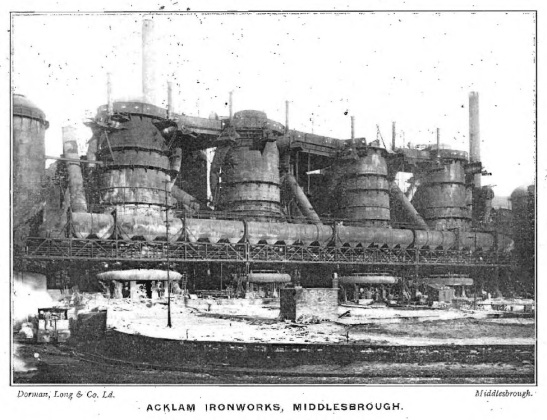 Dorman, Long & Co. Ld.
Middlesbrough.
ACKLAM IRONWORKS, MIDDLESBROUGH.